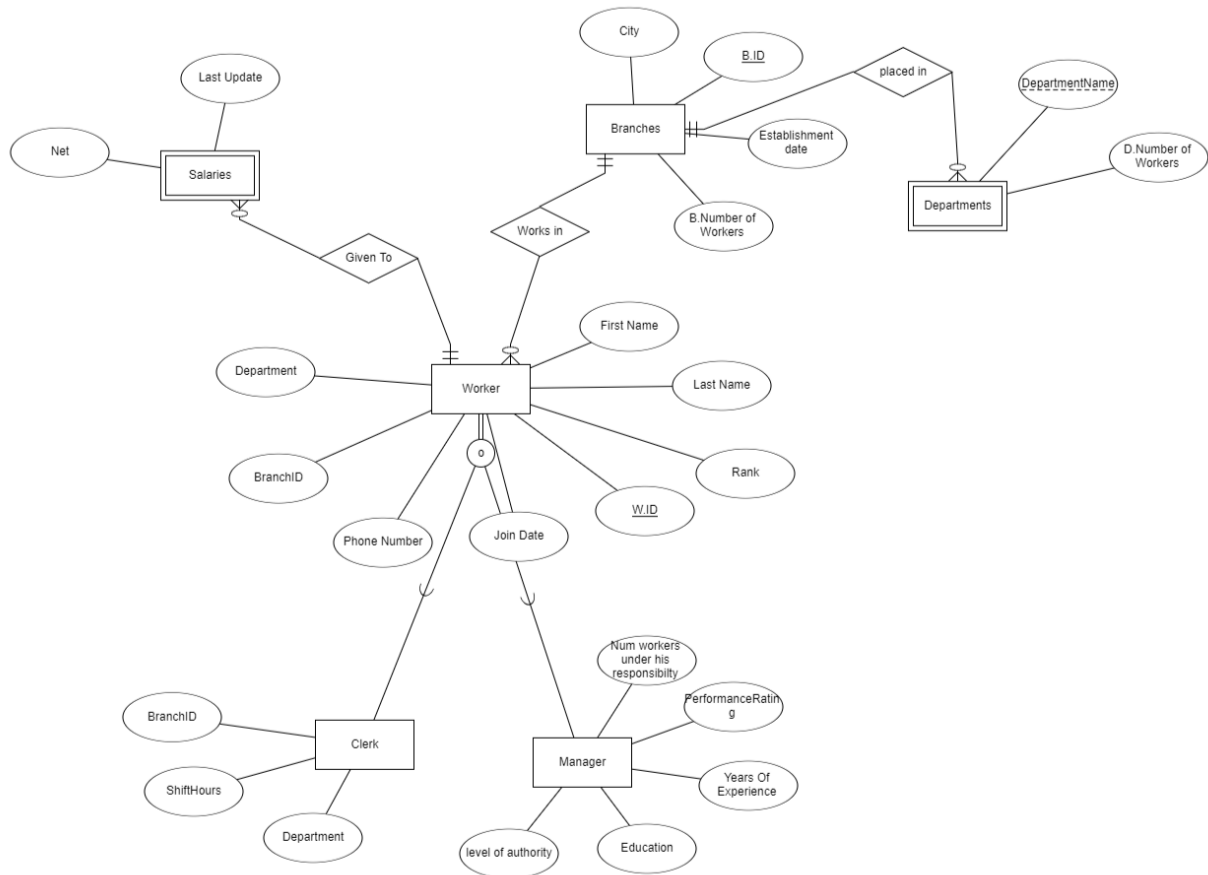 City
Last Update
B.ID
placed in
DepartmentName
Net
Salaries
Branches
Establishment
date
D.Number of
Workers
Departments
B.Number of
Workers
Works in
Given To
First Name
Department
Worker
Last Name
BranchID
o
Rank
W.ID
Phone Number
Join Date
Num workers
under his
responsibilty
PerformanceRatin
g
BranchID
Clerk
Manager
ShiftHours
Years Of
Experience
Department
level of authority
Education